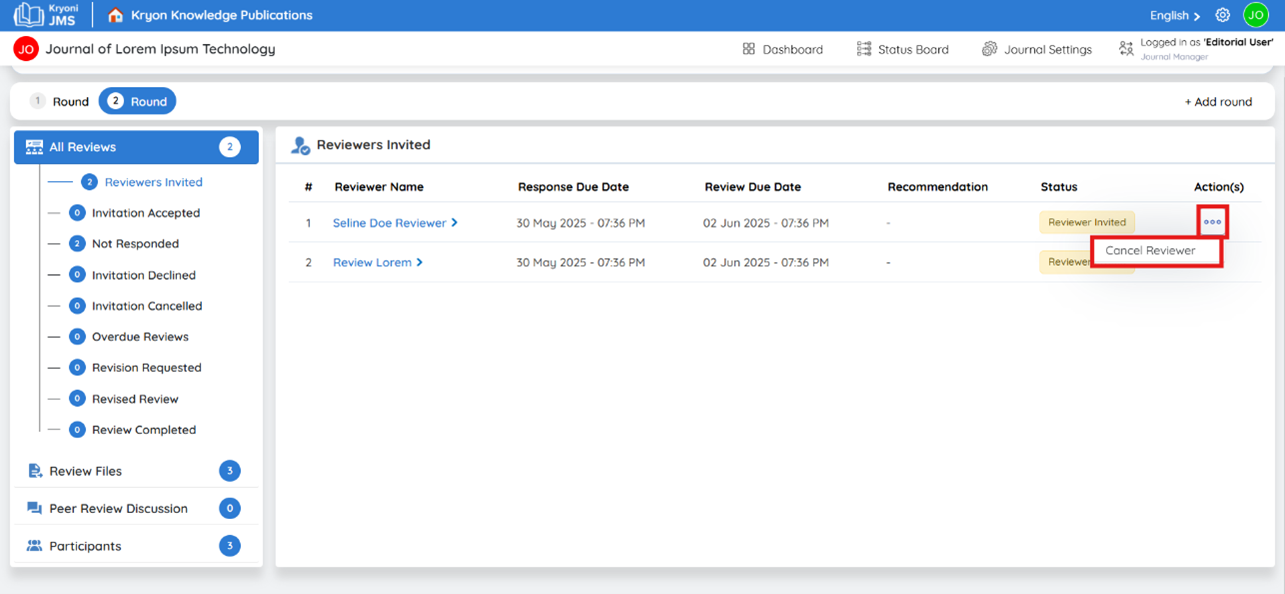 Kryoni
JMS
Kryon Knowledge Publications
English
JO
JO
Journal of Lorem Ipsum Technology
Dashboard
Status Board
Journal Settings
Logged in as 'Editorial User'
Journal Manager
1 Round
2 Round
+ Add round
All Reviews 2
2 Reviewers Invited
0 Invitation Accepted
2 Not Responded
0 Invitation Declined
0 Invitation Cancelled
0 Overdue Reviews
0 Revision Requested
0 Revised Review
0 Review Completed
Review Files 3
Peer Review Discussion 0
Participants 3
Reviewers Invited
# Reviewer Name Response Due Date Review Due Date Recommendation Status Action(s)
1 Seline Doe Reviewer 30 May 2025 - 07:36 PM 02 Jun 2025 - 07:36 PM - Reviewer Invited
Cancel Reviewer
2 Review Lorem 30 May 2025 - 07:36 PM 02 Jun 2025 - 07:36 PM - Reviewer